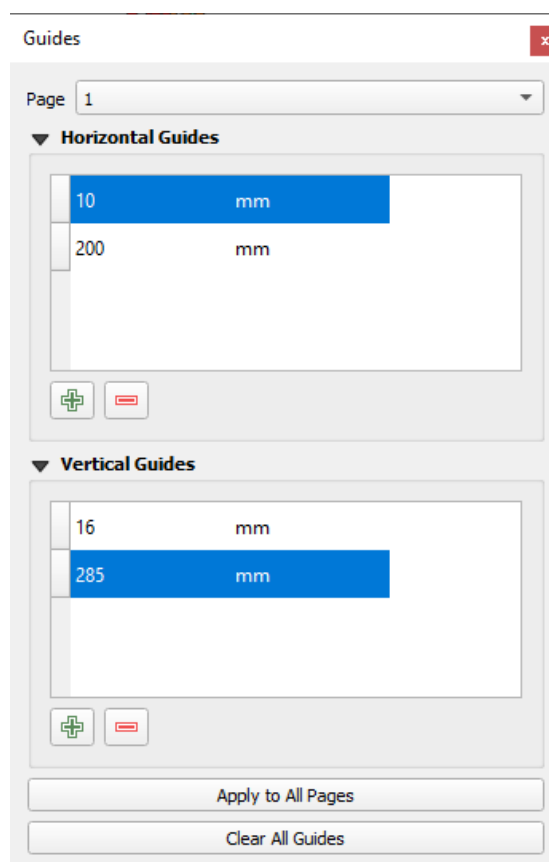 Guides
x
Page 1
Horizontal Guides
10 mm
200 mm
Vertical Guides
16 mm
285 mm
Apply to All Pages
Clear All Guides